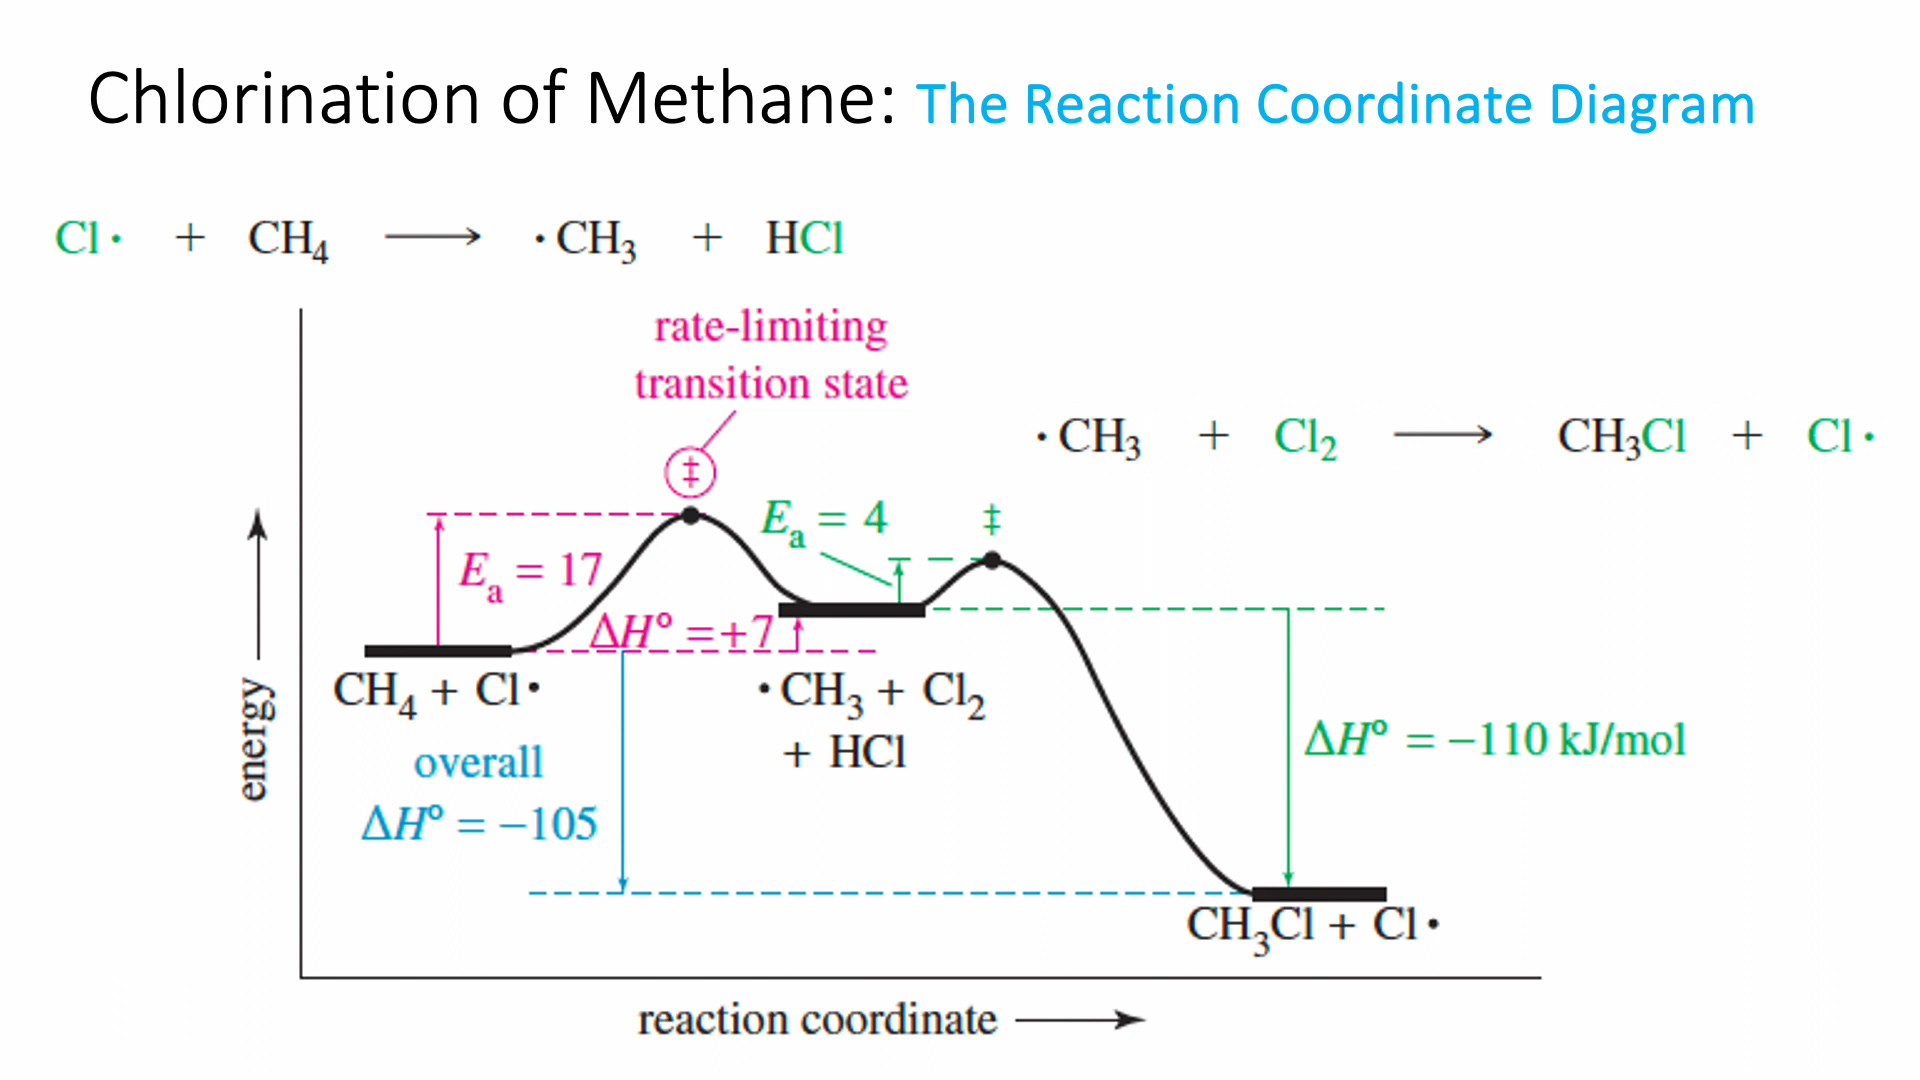 Chlorination of Methane: The Reaction Coordinate Diagram
Cl· + CH₄ ⟶ ·CH₃ + HCl
rate-limiting
transition state
‡
·CH₃ + Cl₂ ⟶ CH₃Cl + Cl·
Eₐ = 4
‡
Eₐ = 17
ΔH° =+7
CH₄ + Cl·
·CH₃ + Cl₂
+ HCl
overall
ΔH° = −105
ΔH° = −110 kJ/mol
CH₃Cl + Cl·
energy
reaction coordinate